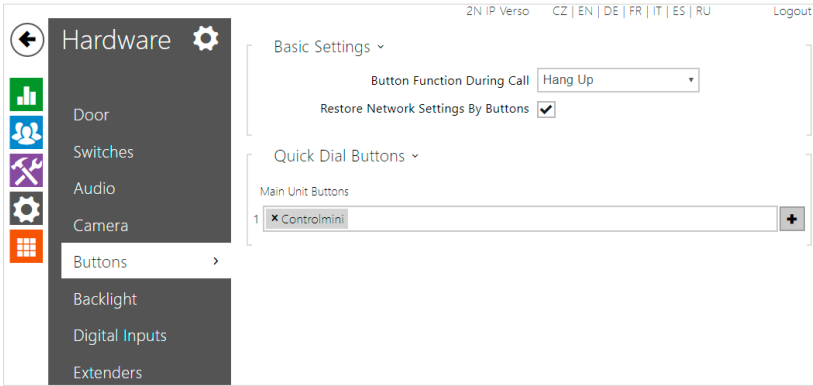 2N IP Verso CZ | EN | DE | FR | IT | ES | RU Logout
Hardware
Door
Switches
Audio
Camera
Buttons
Backlight
Digital Inputs
Extenders
Basic Settings
Button Function During Call Hang Up
Restore Network Settings By Buttons
Quick Dial Buttons
Main Unit Buttons
1 × Controlmini